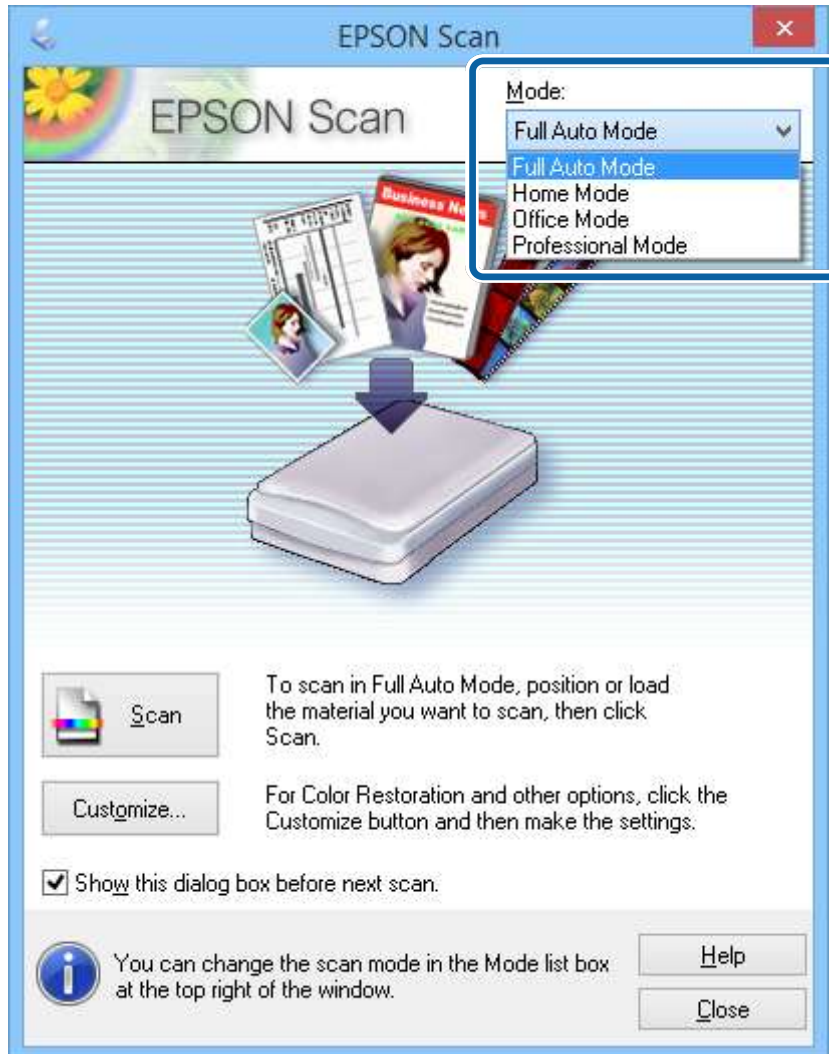 EPSON Scan
EPSON Scan
Mode:
Full Auto Mode
Full Auto Mode
Home Mode
Office Mode
Professional Mode
Business News
Scan
To scan in Full Auto Mode, position or load
the material you want to scan, then click
Scan.
Customize...
For Color Restoration and other options, click the
Customize button and then make the settings.
Show this dialog box before next scan.
You can change the scan mode in the Mode list box
at the top right of the window.
Help
Close